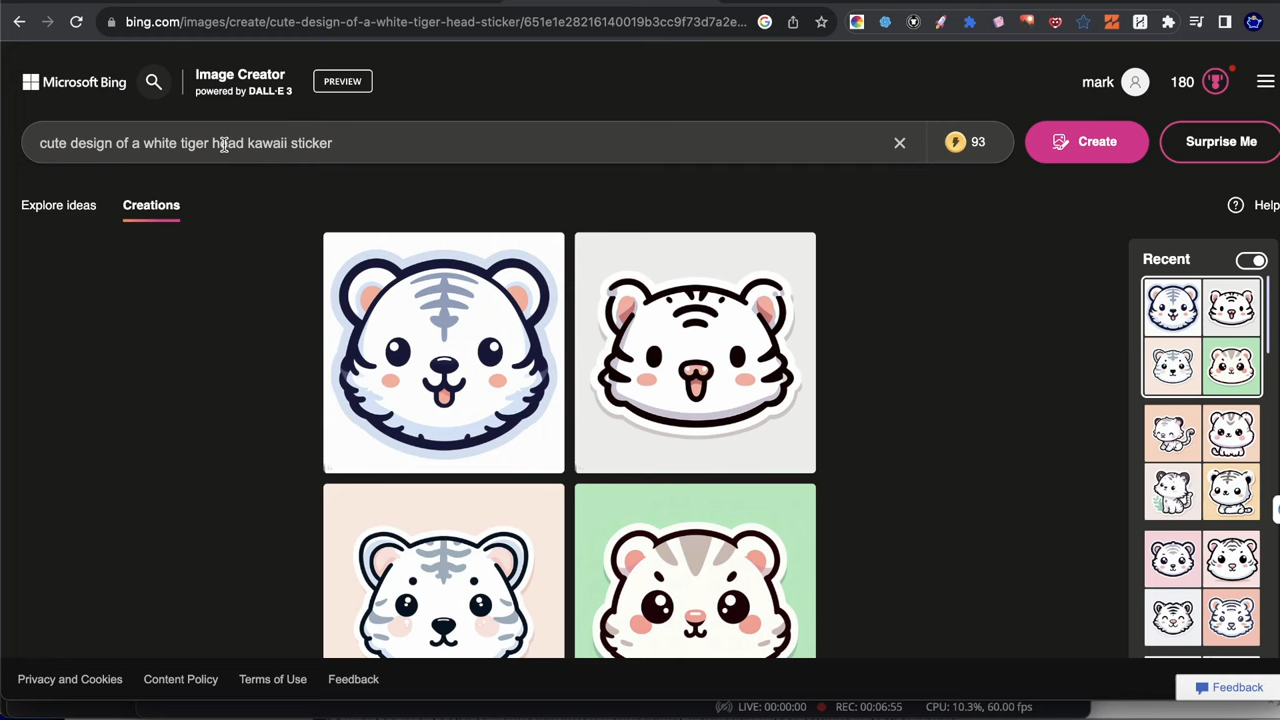 bing.com/images/create/cute-design-of-a-white-tiger-head-sticker/651e1e28216140019b3cc9f73d7a2e...
Microsoft Bing
Image Creator
powered by DALL·E 3
PREVIEW
mark
180
cute design of a white tiger head kawaii sticker
93
Create
Surprise Me
Explore ideas
Creations
Help
Recent
Privacy and Cookies
Content Policy
Terms of Use
Feedback
Feedback
LIVE: 00:00:00
REC: 00:06:55
CPU: 10.3%, 60.00 fps